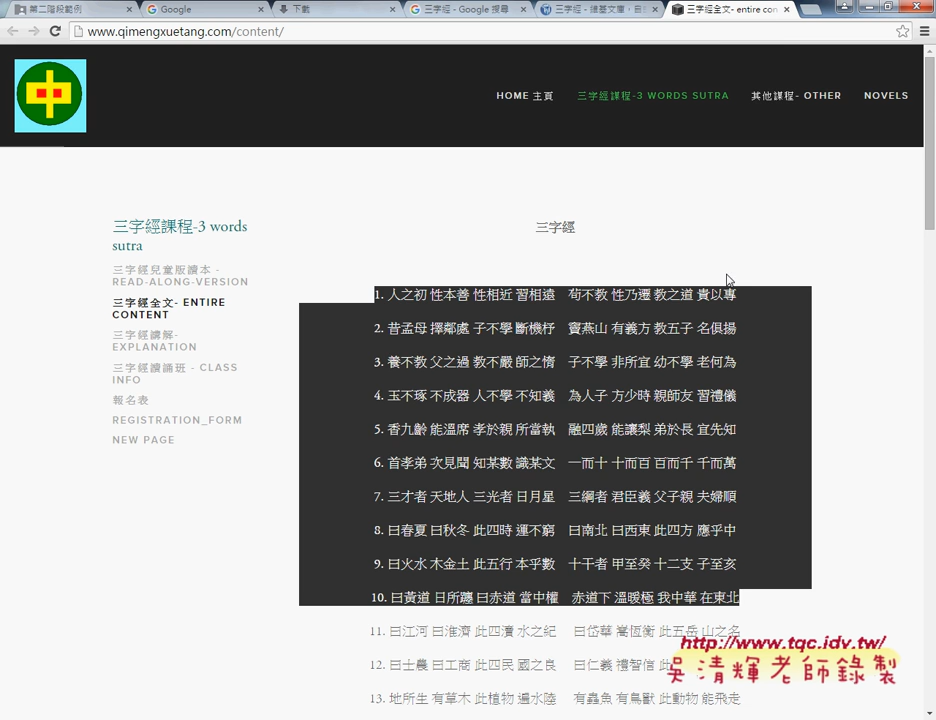 第二階段範例
Google
下載
三字經 - Google 搜尋
三字經 - 維基文庫，自
三字經全文- entire con
www.qimengxuetang.com/content/
中
HOME 主頁
三字經課程-3 WORDS SUTRA
其他課程- OTHER
NOVELS
三字經課程-3 words
sutra
三字經兒童版讀本 -
READ-ALONG-VERSION
三字經全文- ENTIRE
CONTENT
三字經講解-
EXPLANATION
三字經讀誦班 - CLASS
INFO
報名表
REGISTRATION_FORM
NEW PAGE
三字經
1. 人之初 性本善 性相近 習相遠 茍不教 性乃遷 教之道 貴以專
2. 昔孟母 擇鄰處 子不學 斷機杼 竇燕山 有義方 教五子 名俱揚
3. 養不教 父之過 教不嚴 師之惰 子不學 非所宜 幼不學 老何為
4. 玉不琢 不成器 人不學 不知義 為人子 方少時 親師友 習禮儀
5. 香九齡 能溫席 孝於親 所當執 融四歲 能讓梨 弟於長 宜先知
6. 首孝弟 次見聞 知某數 識某文 一而十 十而百 百而千 千而萬
7. 三才者 天地人 三光者 日月星 三綱者 君臣義 父子親 夫婦順
8. 曰春夏 曰秋冬 此四時 運不窮 曰南北 曰西東 此四方 應乎中
9. 曰火水 木金土 此五行 本乎數 十干者 甲至癸 十二支 子至亥
10. 曰黃道 日所躔 曰赤道 當中權 赤道下 溫暖極 我中華 在東北
11. 曰江河 曰淮濟 此四瀆 水之紀 曰岱華 嵩恆衡 此五岳 山之名
12. 曰士農 曰工商 此四民 國之良 曰仁義 禮智信 此
13. 地所生 有草木 此植物 遍水陸 有蟲魚 有鳥獸 此動物 能飛走
http://www.tqc.idv.tw/
吳清輝老師錄製